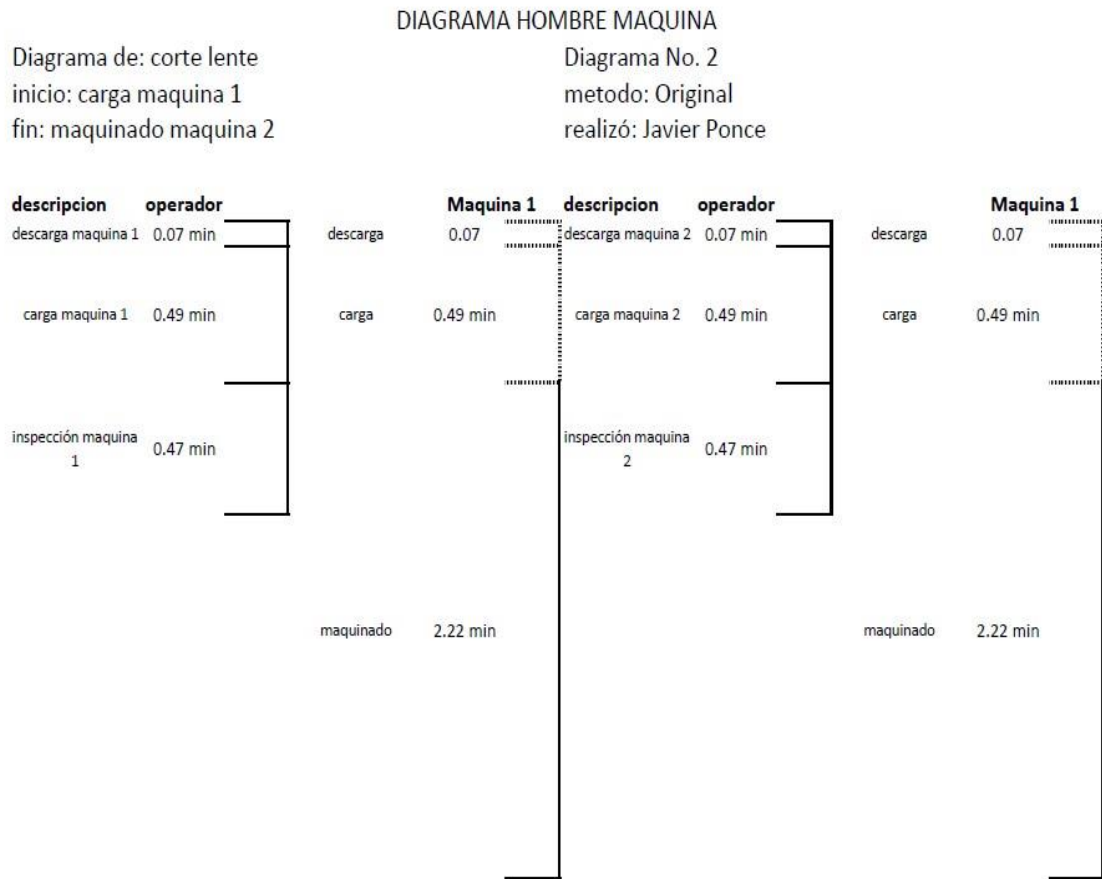 DIAGRAMA HOMBRE MAQUINA
Diagrama de: corte lente
Diagrama No. 2
inicio: carga maquina 1
metodo: Original
fin: maquinado maquina 2
realizó: Javier Ponce
descripcion operador Maquina 1 descripcion operador Maquina 1
descarga maquina 1 0.07 min descarga 0.07 descarga maquina 2 0.07 min descarga 0.07
carga maquina 1 0.49 min carga 0.49 min carga maquina 2 0.49 min carga 0.49 min
inspección maquina
1
0.47 min
inspección maquina
2
0.47 min
maquinado 2.22 min maquinado 2.22 min